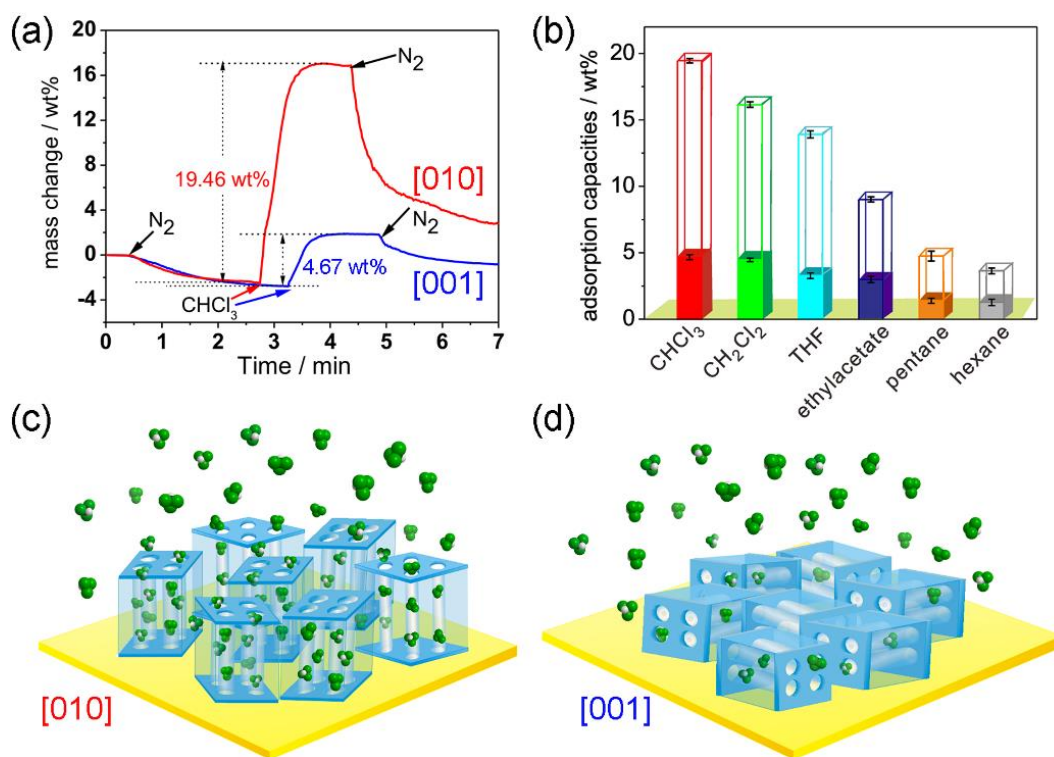 (a)
mass change / wt%
20
16
12
8
4
0
-4
N₂
N₂
N₂
19.46 wt%
4.67 wt%
[010]
[001]
CHCl₃
0 1 2 3 4 5 6 7
Time / min
(b)
adsorption capacities / wt%
20
15
10
5
0
CHCl₃
CH₂Cl₂
THF
ethylacetate
pentane
hexane
(c)
[010]
(d)
[001]